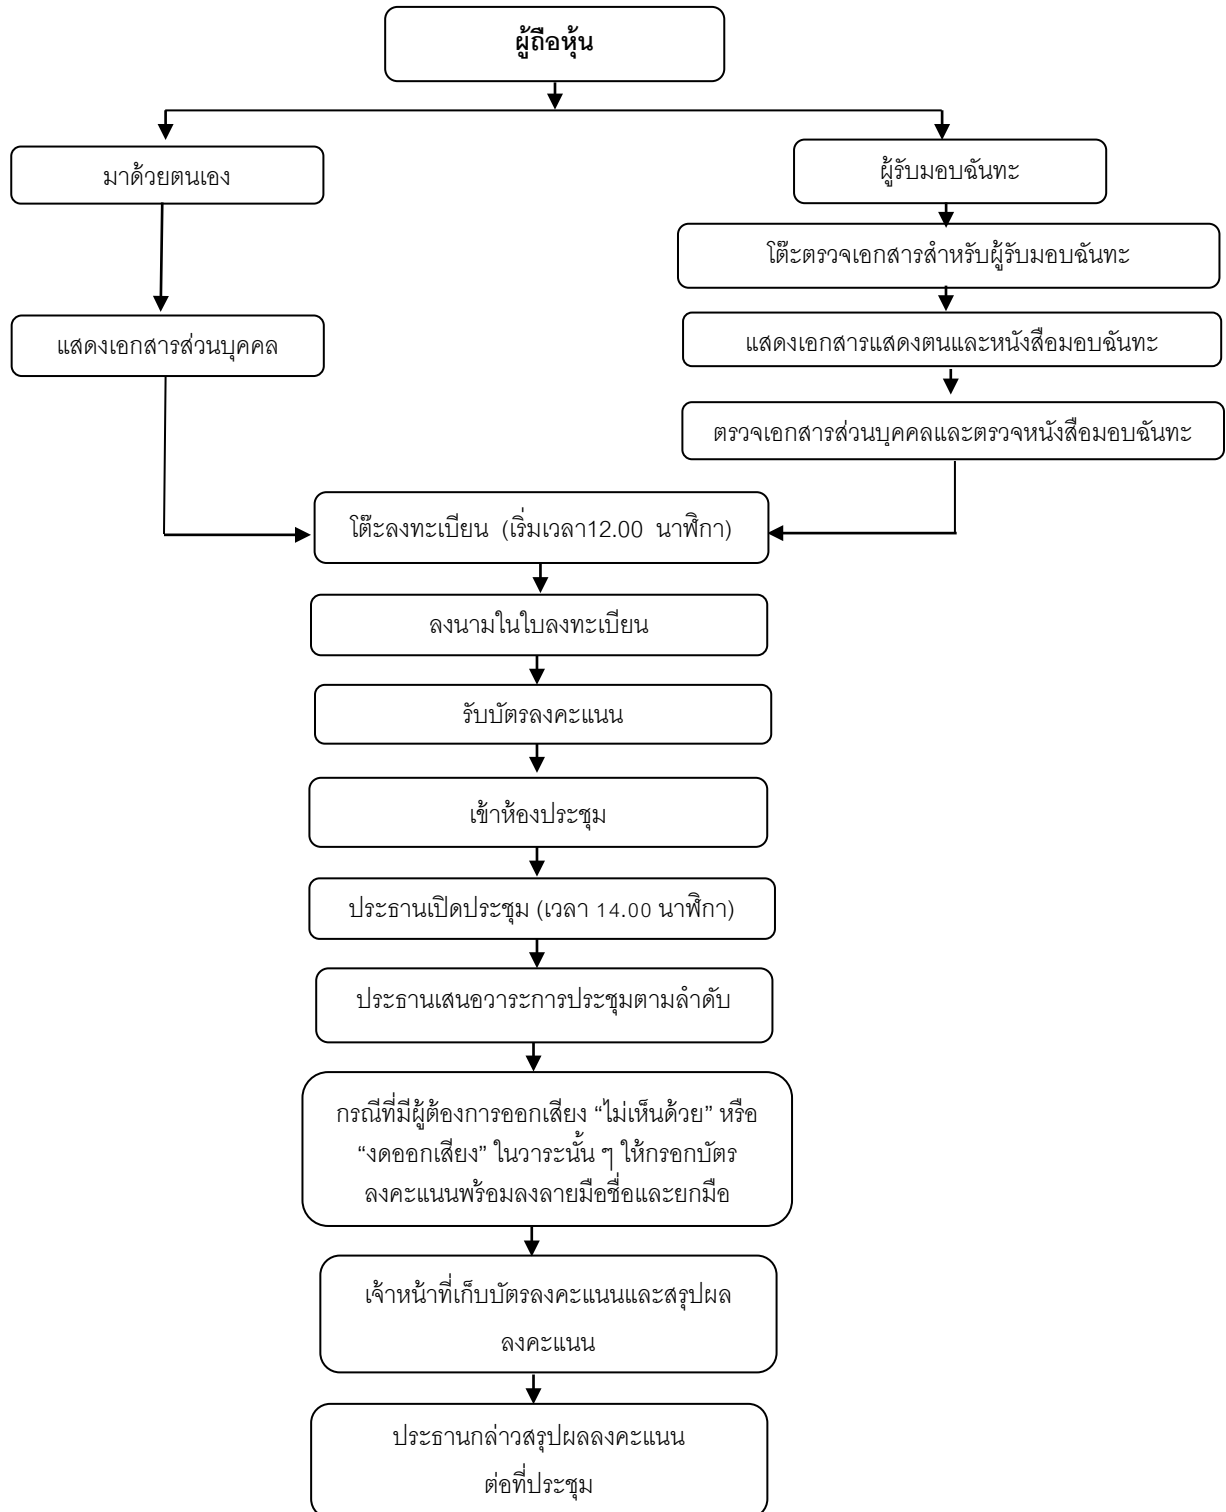 ผู้ถือหุ้น
มาด้วยตนเอง
ผู้รับมอบฉันทะ
โต๊ะตรวจเอกสารสำหรับผู้รับมอบฉันทะ
แสดงเอกสารส่วนบุคคล
แสดงเอกสารแสดงตนและหนังสือมอบฉันทะ
ตรวจเอกสารส่วนบุคคลและตรวจหนังสือมอบฉันทะ
โต๊ะลงทะเบียน (เริ่มเวลา12.00 นาฬิกา)
ลงนามในใบลงทะเบียน
รับบัตรลงคะแนน
เข้าห้องประชุม
ประธานเปิดประชุม (เวลา 14.00 นาฬิกา)
ประธานเสนอวาระการประชุมตามลำดับ
กรณีที่มีผู้ต้องการออกเสียง “ไม่เห็นด้วย” หรือ
“งดออกเสียง” ในวาระนั้น ๆ ให้กรอกบัตร
ลงคะแนนพร้อมลงลายมือชื่อและยกมือ
เจ้าหน้าที่เก็บบัตรลงคะแนนและสรุปผล
ลงคะแนน
ประธานกล่าวสรุปผลลงคะแนน
ต่อที่ประชุม